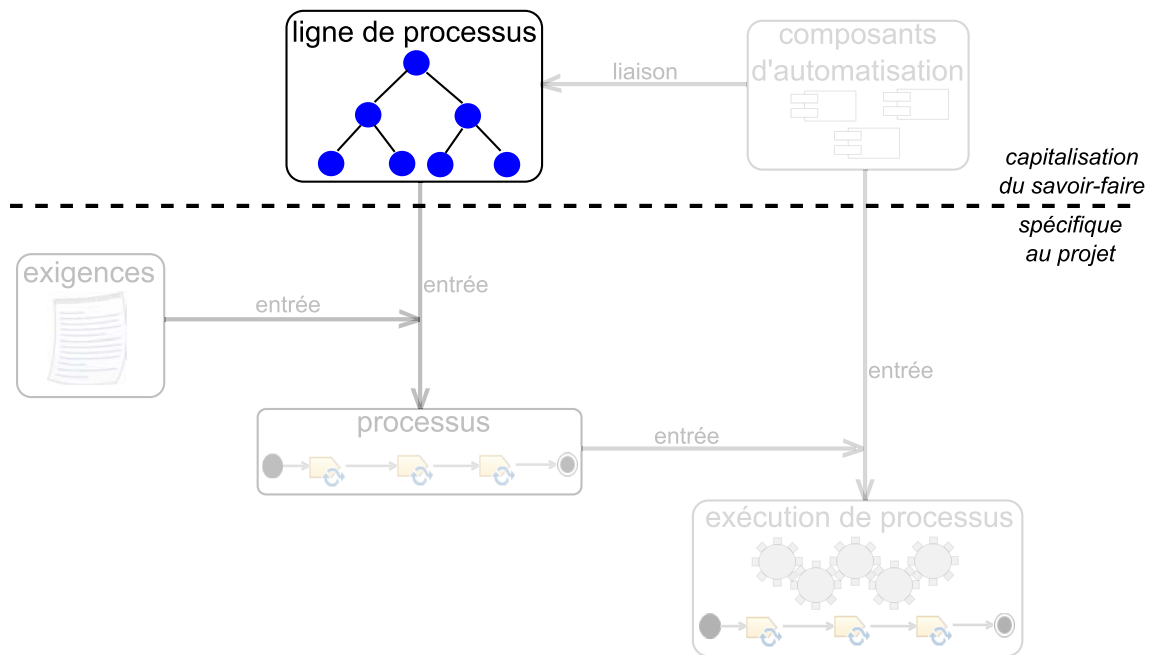 ligne de processus
composants
d'automatisation
liaison
capitalisation
du savoir-faire
spécifique
au projet
exigences
entrée
entrée
entrée
processus
entrée
exécution de processus